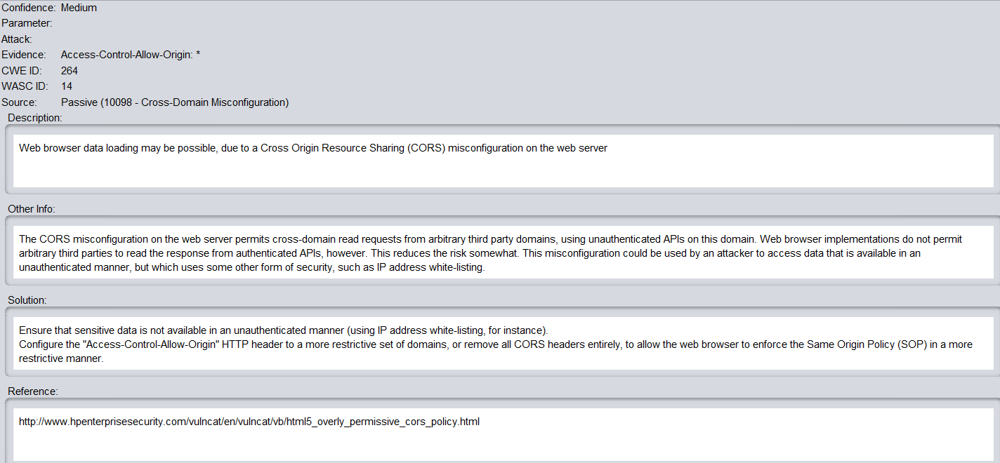 Confidence: Medium
Parameter:
Attack:
Evidence: Access-Control-Allow-Origin: *
CWE ID: 264
WASC ID: 14
Source: Passive (10098 - Cross-Domain Misconfiguration)
Description:
Web browser data loading may be possible, due to a Cross Origin Resource Sharing (CORS) misconfiguration on the web server
Other Info:
The CORS misconfiguration on the web server permits cross-domain read requests from arbitrary third party domains, using unauthenticated APIs on this domain. Web browser implementations do not permit
arbitrary third parties to read the response from authenticated APIs, however. This reduces the risk somewhat. This misconfiguration could be used by an attacker to access data that is available in an
unauthenticated manner, but which uses some other form of security, such as IP address white-listing.
Solution:
Ensure that sensitive data is not available in an unauthenticated manner (using IP address white-listing, for instance).
Configure the "Access-Control-Allow-Origin" HTTP header to a more restrictive set of domains, or remove all CORS headers entirely, to allow the web browser to enforce the Same Origin Policy (SOP) in a more
restrictive manner.
Reference:
http://www.hpenterprisesecurity.com/vulncat/en/vulncat/vb/html5_overly_permissive_cors_policy.html